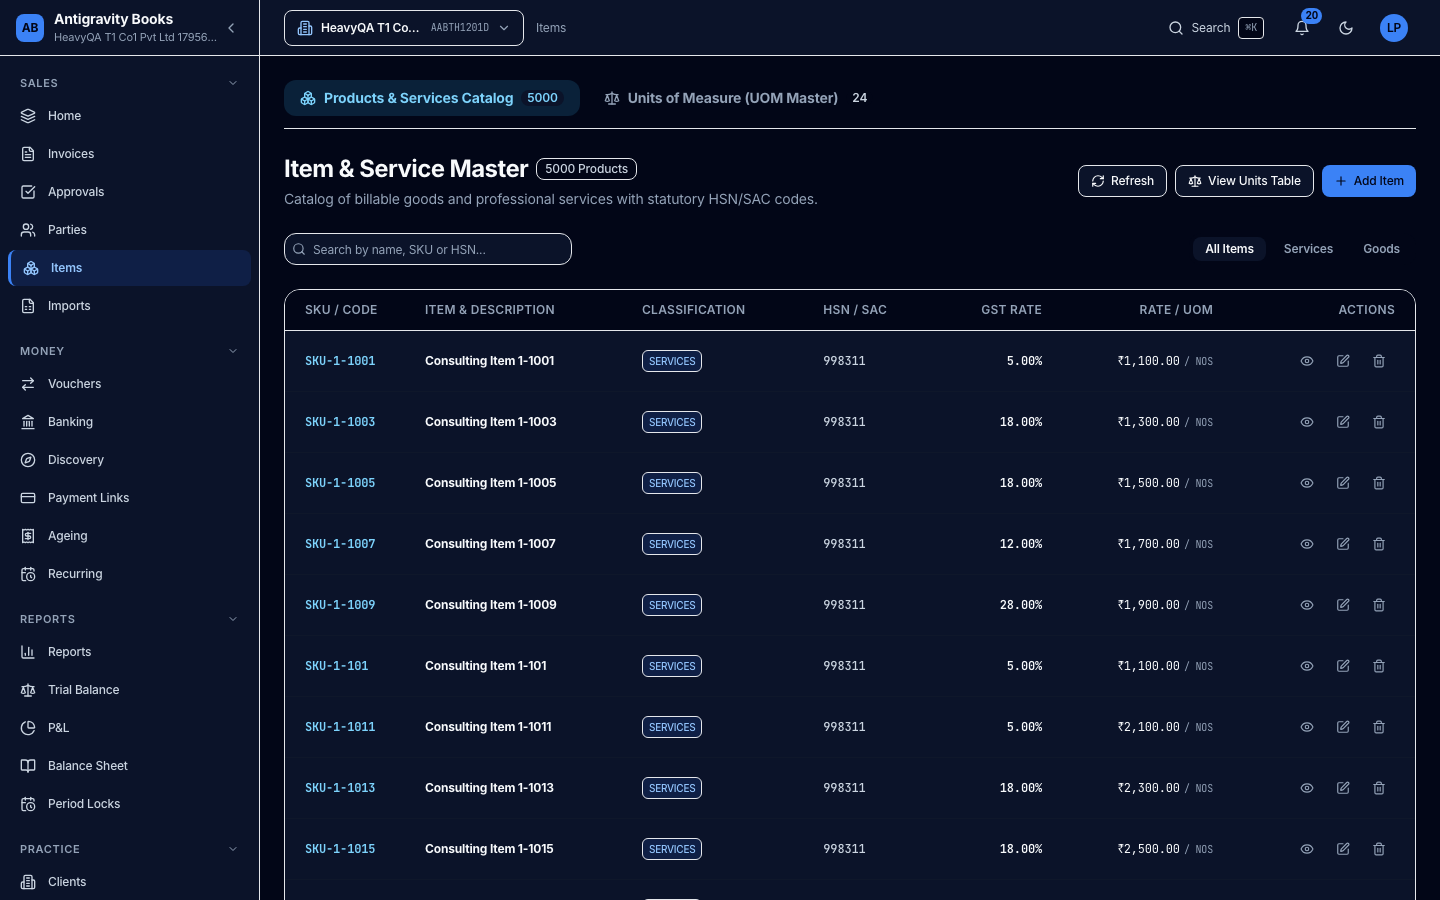 AB
Antigravity Books
HeavyQA T1 Co1 Pvt Ltd 17956...
SALES
Home
Invoices
Approvals
Parties
Items
Imports
MONEY
Vouchers
Banking
Discovery
Payment Links
Ageing
Recurring
REPORTS
Reports
Trial Balance
P&L
Balance Sheet
Period Locks
PRACTICE
Clients
HeavyQA T1 Co... AABTH1201D
Items
Search ⌘K
20
LP
Products & Services Catalog 5000
Units of Measure (UOM Master) 24
Item & Service Master 5000 Products
Catalog of billable goods and professional services with statutory HSN/SAC codes.
Refresh
View Units Table
+ Add Item
Search by name, SKU or HSN...
All Items Services Goods
SKU / CODE ITEM & DESCRIPTION CLASSIFICATION HSN / SAC GST RATE RATE / UOM ACTIONS
SKU-1-1001 Consulting Item 1-1001 SERVICES 998311 5.00% ₹1,100.00 / NOS
SKU-1-1003 Consulting Item 1-1003 SERVICES 998311 18.00% ₹1,300.00 / NOS
SKU-1-1005 Consulting Item 1-1005 SERVICES 998311 18.00% ₹1,500.00 / NOS
SKU-1-1007 Consulting Item 1-1007 SERVICES 998311 12.00% ₹1,700.00 / NOS
SKU-1-1009 Consulting Item 1-1009 SERVICES 998311 28.00% ₹1,900.00 / NOS
SKU-1-101 Consulting Item 1-101 SERVICES 998311 5.00% ₹1,100.00 / NOS
SKU-1-1011 Consulting Item 1-1011 SERVICES 998311 5.00% ₹2,100.00 / NOS
SKU-1-1013 Consulting Item 1-1013 SERVICES 998311 18.00% ₹2,300.00 / NOS
SKU-1-1015 Consulting Item 1-1015 SERVICES 998311 18.00% ₹2,500.00 / NOS